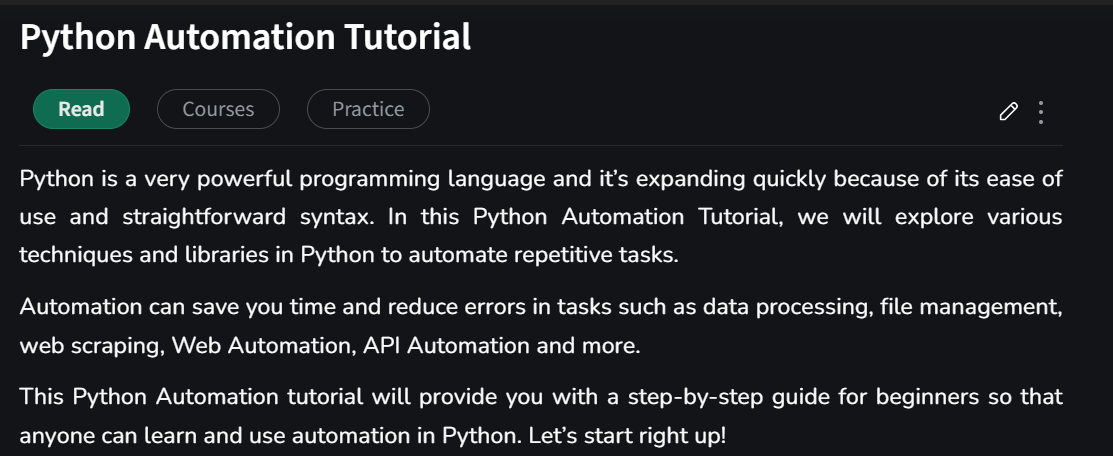 Python Automation Tutorial
Read
Courses
Practice
Python is a very powerful programming language and it’s expanding quickly because of its ease of
use and straightforward syntax. In this Python Automation Tutorial, we will explore various
techniques and libraries in Python to automate repetitive tasks.
Automation can save you time and reduce errors in tasks such as data processing, file management,
web scraping, Web Automation, API Automation and more.
This Python Automation tutorial will provide you with a step-by-step guide for beginners so that
anyone can learn and use automation in Python. Let’s start right up!